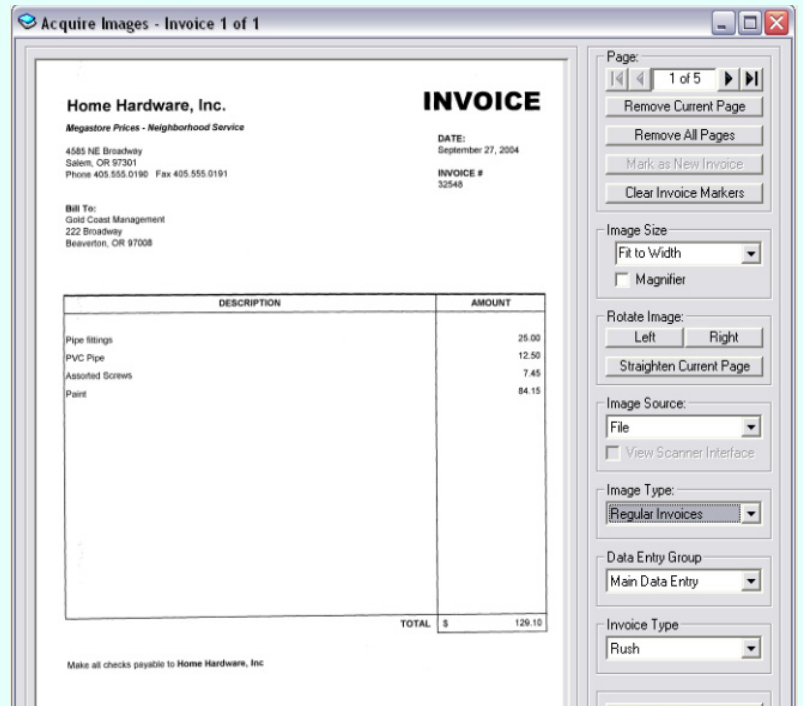 Acquire Images - Invoice 1 of 1
Home Hardware, Inc.
INVOICE
Megastore Prices - Neighborhood Service
4585 NE Broadway
Salem, OR 97301
Phone 405.555.0190 Fax 405.555.0191
DATE:
September 27, 2004
INVOICE #
32548
Bill To:
Gold Coast Management
222 Broadway
Beaverton, OR 97008
DESCRIPTION AMOUNT
Pipe fittings 25.00
PVC Pipe 12.50
Assorted Screws 7.45
Paint 84.15
TOTAL $ 129.10
Make all checks payable to Home Hardware, Inc
Page:
1 of 5
Remove Current Page
Remove All Pages
Mark as New Invoice
Clear Invoice Markers
Image Size
Fit to Width
Magnifier
Rotate Image:
Left Right
Straighten Current Page
Image Source:
File
View Scanner Interface
Image Type:
Regular Invoices
Data Entry Group
Main Data Entry
Invoice Type
Rush